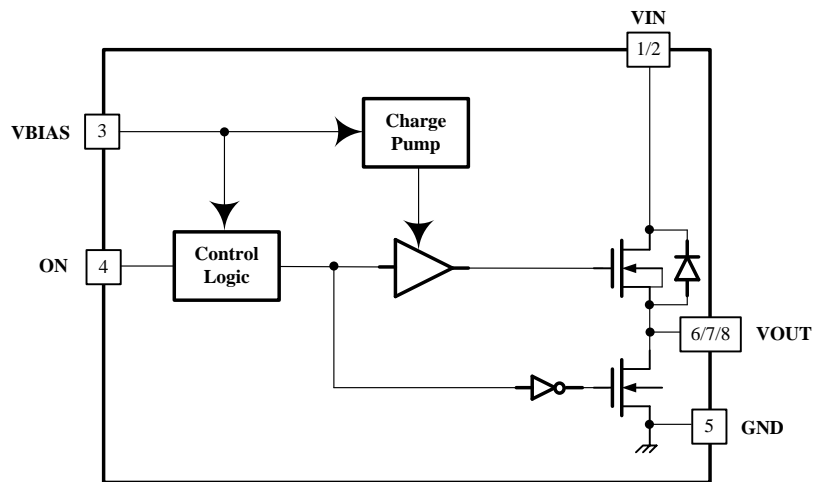 VIN
1/2
VBIAS
3
Charge
Pump
ON
4
Control
Logic
6/7/8
VOUT
5
GND